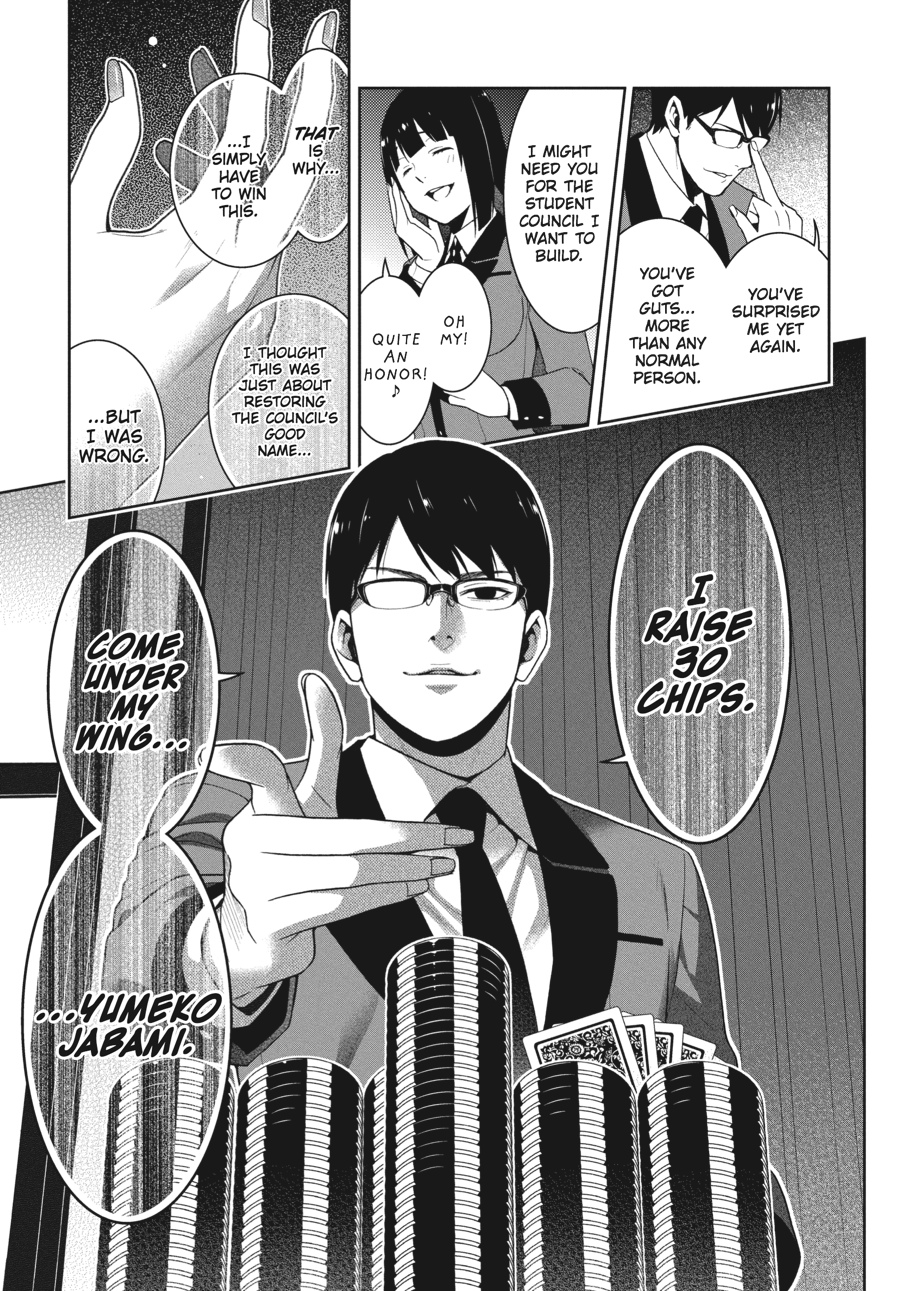 YOU'VE
SURPRISED
ME YET
AGAIN.
YOU'VE
GOT
GUTS...
MORE
THAN ANY
NORMAL
PERSON.
I MIGHT
NEED YOU
FOR THE
STUDENT
COUNCIL I
WANT TO
BUILD.
OH
MY!
QUITE
AN
HONOR!
♪
THAT
IS
WHY...
...I
SIMPLY
HAVE
TO WIN
THIS.
I THOUGHT
THIS WAS
JUST ABOUT
RESTORING
THE COUNCIL'S
GOOD
NAME...
...BUT
I WAS
WRONG.
I
RAISE
30
CHIPS.
COME
UNDER
MY
WING...
...YUMEKO
JABAMI.